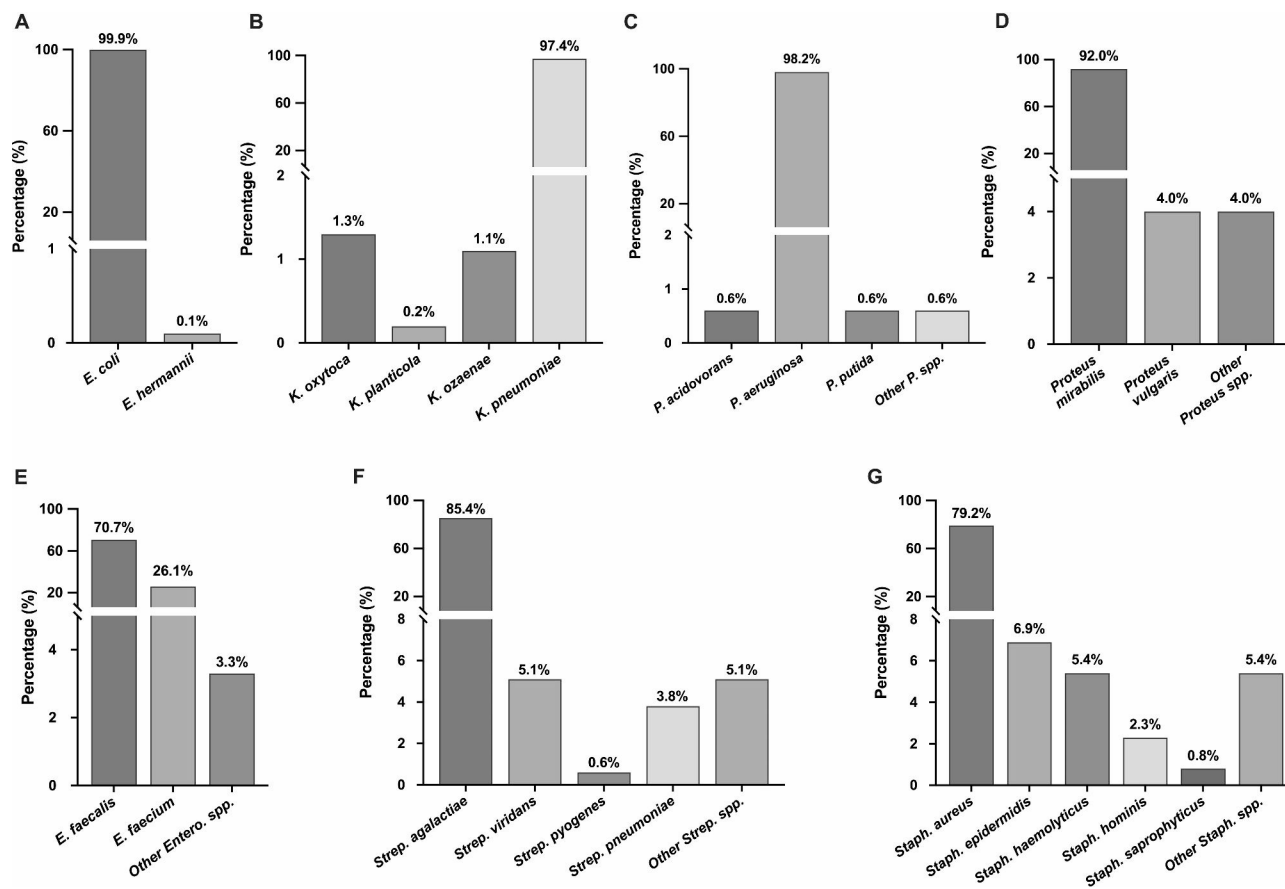 A
99.9%
100
60
20
1
0
Percentage (%)
E. coli
E. hermannii
0.1%
B
97.4%
100
60
20
2
1
0
Percentage (%)
1.3%
0.2%
1.1%
K. oxytoca
K. planticola
K. ozaenae
K. pneumoniae
C
98.2%
100
60
20
2
1
0
Percentage (%)
0.6%
0.6%
0.6%
P. acidovorans
P. aeruginosa
P. putida
Other P. spp.
D
92.0%
100
60
20
4
2
0
Percentage (%)
4.0%
4.0%
Proteus
mirabilis
Proteus
vulgaris
Other
Proteus spp.
E
70.7%
26.1%
3.3%
100
60
20
4
2
0
Percentage (%)
E. faecalis
E. faecium
Other Entero. spp.
F
85.4%
5.1%
0.6%
3.8%
5.1%
100
60
20
8
6
4
2
0
Percentage (%)
Strep. agalactiae
Strep. viridans
Strep. pyogenes
Strep. pneumoniae
Other Strep. spp.
G
79.2%
6.9%
5.4%
2.3%
0.8%
5.4%
100
60
20
8
6
4
2
0
Percentage (%)
Staph. aureus
Staph. epidermidis
Staph. haemolyticus
Staph. hominis
Staph. saprophyticus
Other Staph. spp.